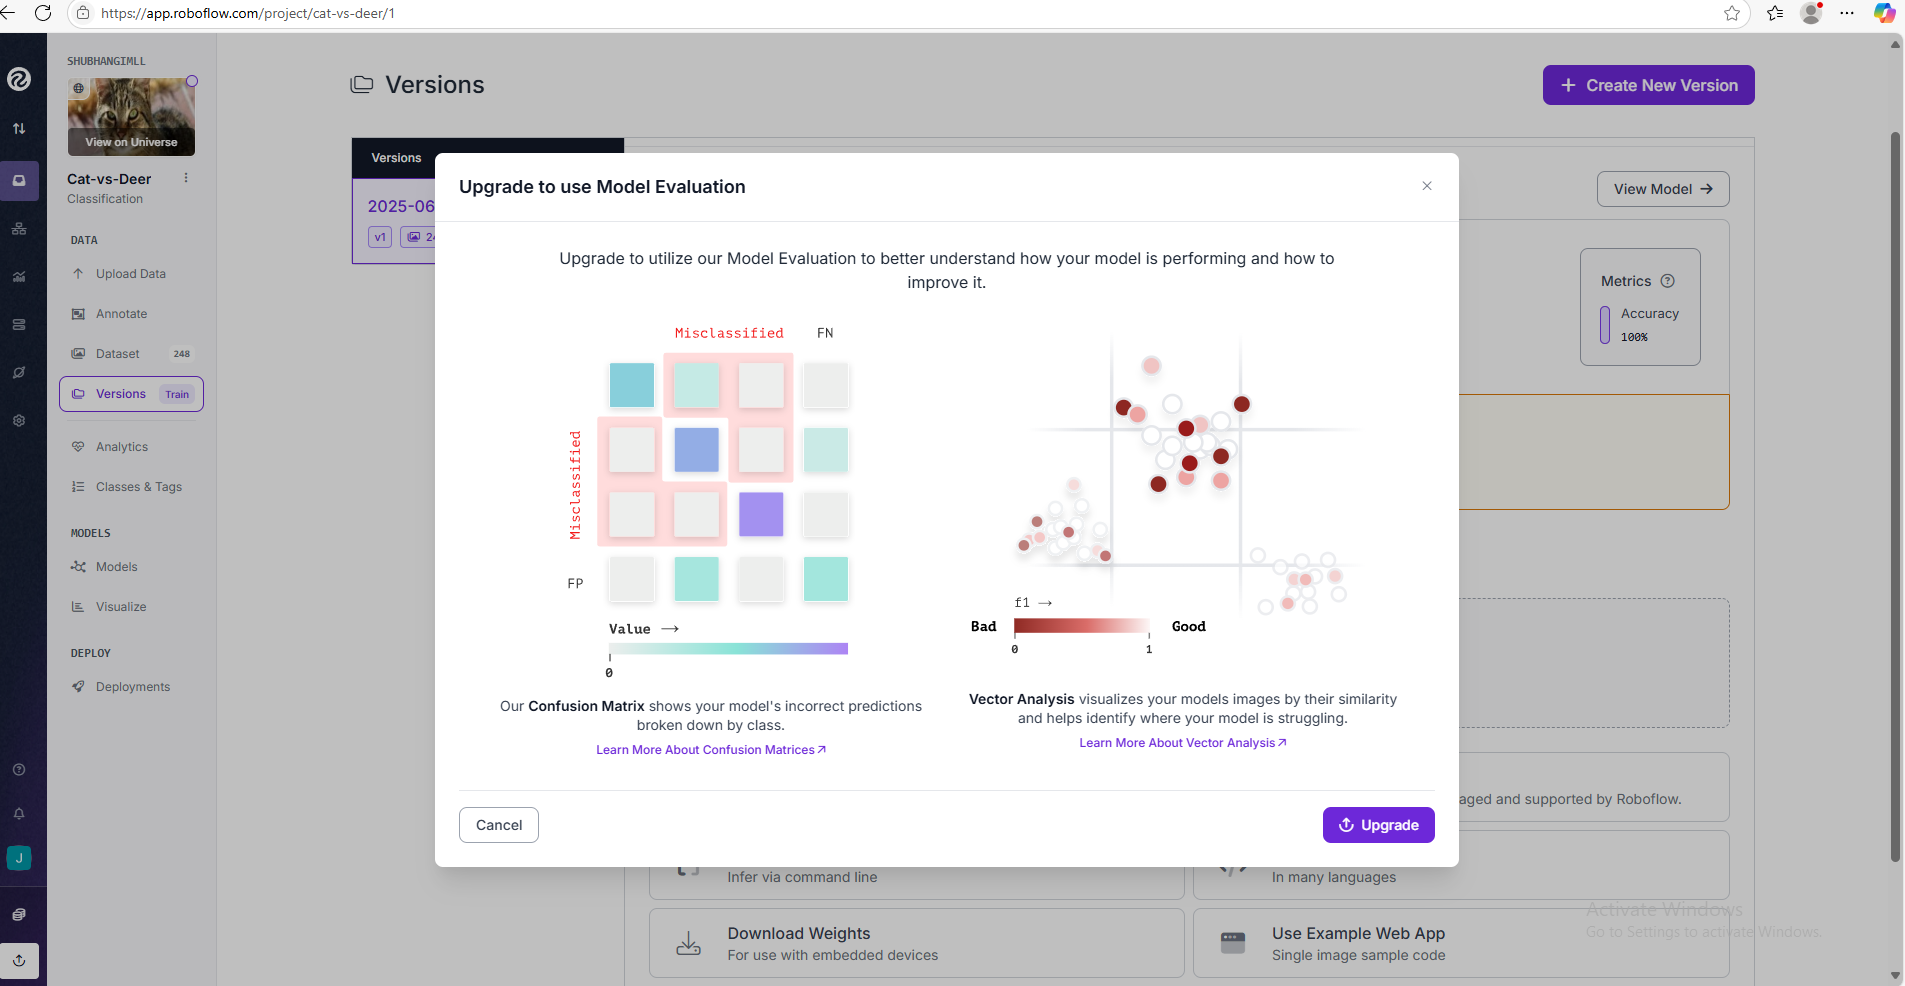 https://app.roboflow.com/project/cat-vs-deer/1
SHUBHANGIMLL
View on Universe
Cat-vs-Deer
Classification
DATA
Upload Data
Annotate
Dataset 248
Versions Train
Analytics
Classes & Tags
MODELS
Models
Visualize
DEPLOY
Deployments
J
Versions
+ Create New Version
Versions
2025-06
v1
24
View Model →
Metrics
Accuracy
100%
Upgrade to use Model Evaluation
Upgrade to utilize our Model Evaluation to better understand how your model is performing and how to
improve it.
Misclassified FN
Misclassified
FP
Value →
0
Our Confusion Matrix shows your model's incorrect predictions
broken down by class.
Learn More About Confusion Matrices
f1 →
Bad Good
0 1
Vector Analysis visualizes your models images by their similarity
and helps identify where your model is struggling.
Learn More About Vector Analysis
Cancel
Upgrade
aged and supported by Roboflow.
Infer via command line
In many languages
Download Weights
For use with embedded devices
Use Example Web App
Single image sample code
Activate Windows
Go to Settings to activate Windows.